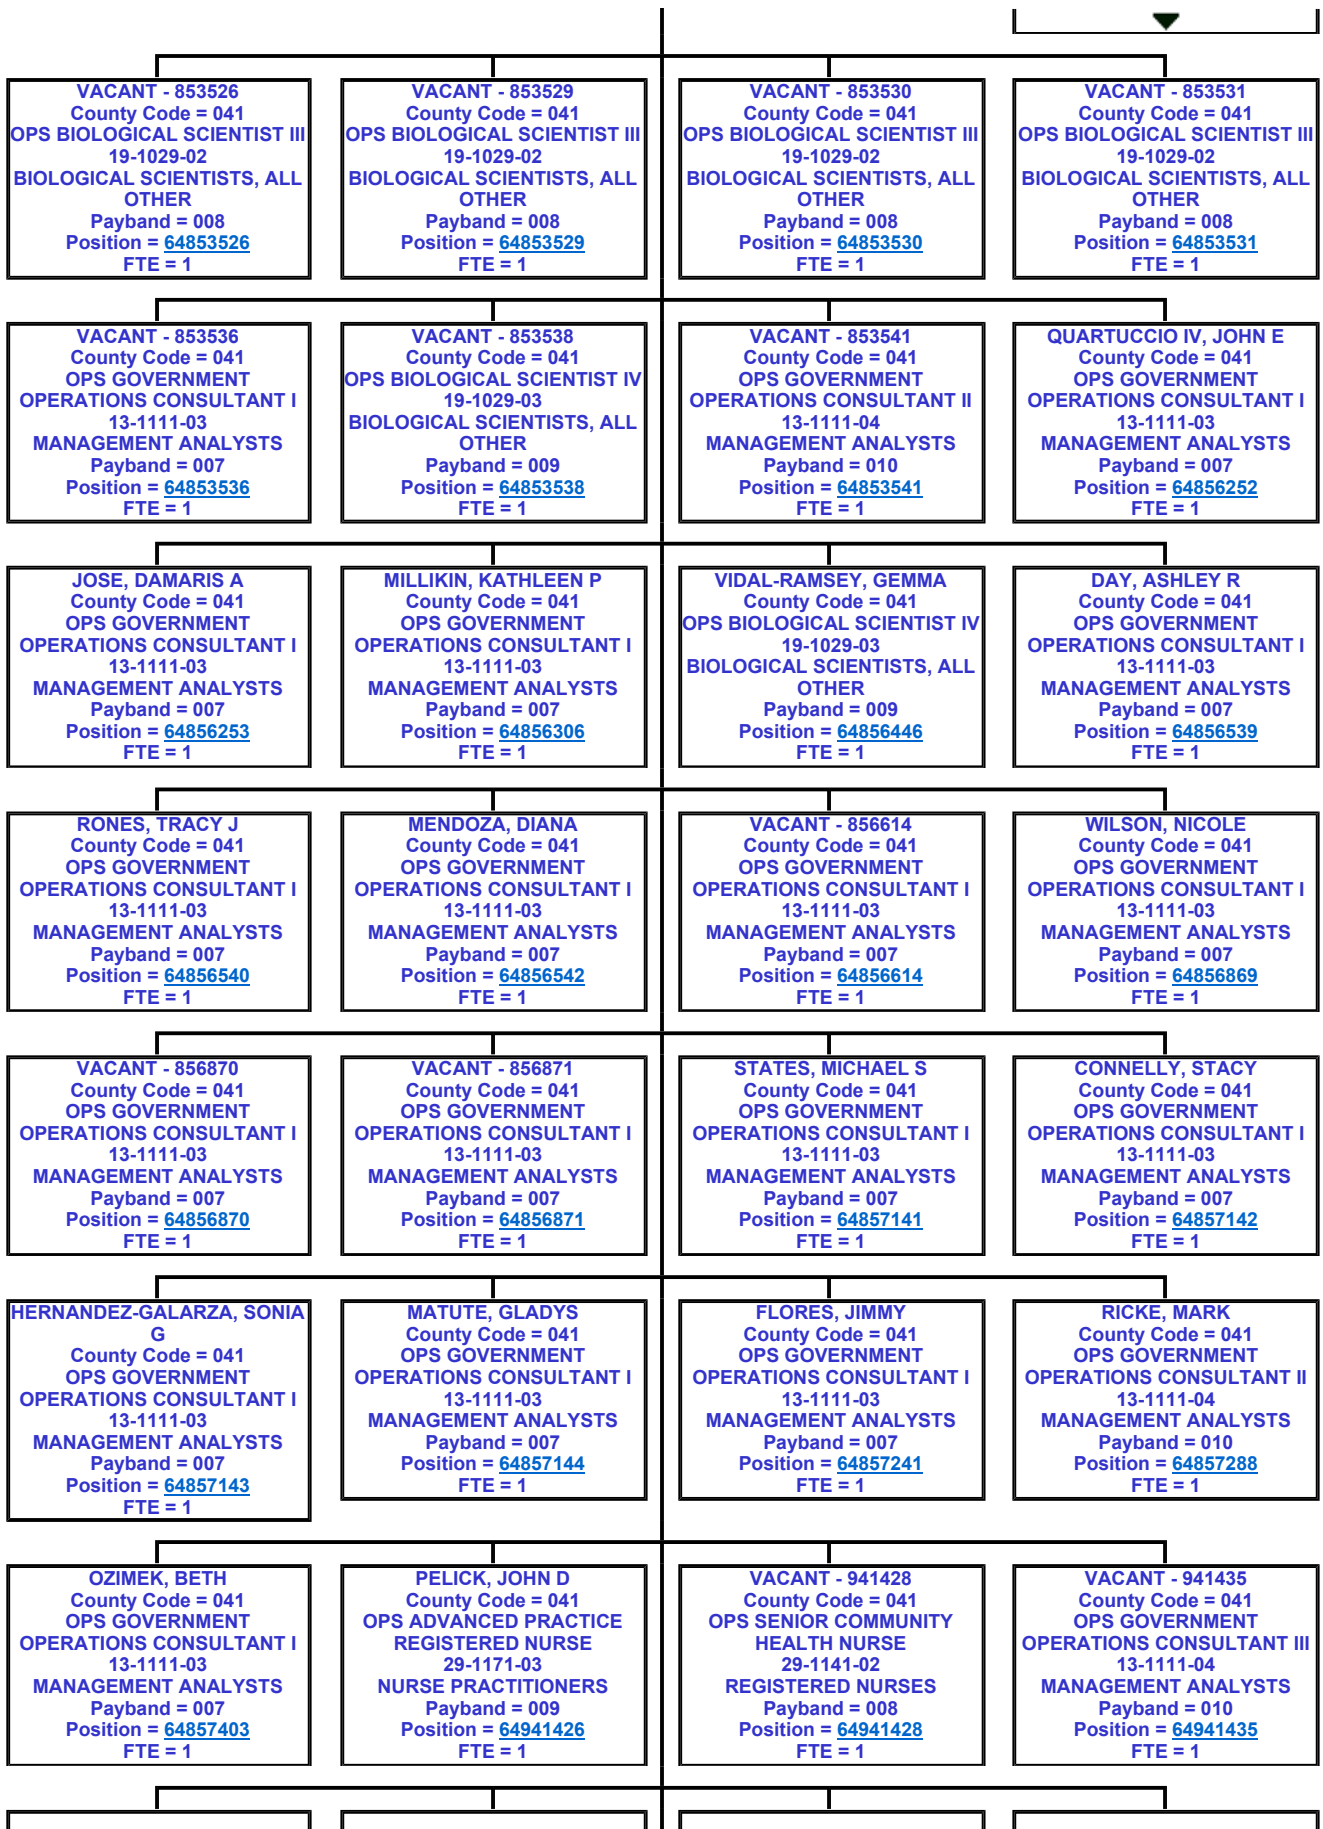 VACANT - 853526
County Code = 041
OPS BIOLOGICAL SCIENTIST III
19-1029-02
BIOLOGICAL SCIENTISTS, ALL
OTHER
Payband = 008
Position = 64853526
FTE = 1
VACANT - 853529
County Code = 041
OPS BIOLOGICAL SCIENTIST III
19-1029-02
BIOLOGICAL SCIENTISTS, ALL
OTHER
Payband = 008
Position = 64853529
FTE = 1
VACANT - 853530
County Code = 041
OPS BIOLOGICAL SCIENTIST III
19-1029-02
BIOLOGICAL SCIENTISTS, ALL
OTHER
Payband = 008
Position = 64853530
FTE = 1
VACANT - 853531
County Code = 041
OPS BIOLOGICAL SCIENTIST III
19-1029-02
BIOLOGICAL SCIENTISTS, ALL
OTHER
Payband = 008
Position = 64853531
FTE = 1
VACANT - 853536
County Code = 041
OPS GOVERNMENT
OPERATIONS CONSULTANT I
13-1111-03
MANAGEMENT ANALYSTS
Payband = 007
Position = 64853536
FTE = 1
VACANT - 853538
County Code = 041
OPS BIOLOGICAL SCIENTIST IV
19-1029-03
BIOLOGICAL SCIENTISTS, ALL
OTHER
Payband = 009
Position = 64853538
FTE = 1
VACANT - 853541
County Code = 041
OPS GOVERNMENT
OPERATIONS CONSULTANT II
13-1111-04
MANAGEMENT ANALYSTS
Payband = 010
Position = 64853541
FTE = 1
QUARTUCCIO IV, JOHN E
County Code = 041
OPS GOVERNMENT
OPERATIONS CONSULTANT I
13-1111-03
MANAGEMENT ANALYSTS
Payband = 007
Position = 64856252
FTE = 1
JOSE, DAMARIS A
County Code = 041
OPS GOVERNMENT
OPERATIONS CONSULTANT I
13-1111-03
MANAGEMENT ANALYSTS
Payband = 007
Position = 64856253
FTE = 1
MILLIKIN, KATHLEEN P
County Code = 041
OPS GOVERNMENT
OPERATIONS CONSULTANT I
13-1111-03
MANAGEMENT ANALYSTS
Payband = 007
Position = 64856306
FTE = 1
VIDAL-RAMSEY, GEMMA
County Code = 041
OPS BIOLOGICAL SCIENTIST IV
19-1029-03
BIOLOGICAL SCIENTISTS, ALL
OTHER
Payband = 009
Position = 64856446
FTE = 1
DAY, ASHLEY R
County Code = 041
OPS GOVERNMENT
OPERATIONS CONSULTANT I
13-1111-03
MANAGEMENT ANALYSTS
Payband = 007
Position = 64856539
FTE = 1
RONES, TRACY J
County Code = 041
OPS GOVERNMENT
OPERATIONS CONSULTANT I
13-1111-03
MANAGEMENT ANALYSTS
Payband = 007
Position = 64856540
FTE = 1
MENDOZA, DIANA
County Code = 041
OPS GOVERNMENT
OPERATIONS CONSULTANT I
13-1111-03
MANAGEMENT ANALYSTS
Payband = 007
Position = 64856542
FTE = 1
VACANT - 856614
County Code = 041
OPS GOVERNMENT
OPERATIONS CONSULTANT I
13-1111-03
MANAGEMENT ANALYSTS
Payband = 007
Position = 64856614
FTE = 1
WILSON, NICOLE
County Code = 041
OPS GOVERNMENT
OPERATIONS CONSULTANT I
13-1111-03
MANAGEMENT ANALYSTS
Payband = 007
Position = 64856869
FTE = 1
VACANT - 856870
County Code = 041
OPS GOVERNMENT
OPERATIONS CONSULTANT I
13-1111-03
MANAGEMENT ANALYSTS
Payband = 007
Position = 64856870
FTE = 1
VACANT - 856871
County Code = 041
OPS GOVERNMENT
OPERATIONS CONSULTANT I
13-1111-03
MANAGEMENT ANALYSTS
Payband = 007
Position = 64856871
FTE = 1
STATES, MICHAEL S
County Code = 041
OPS GOVERNMENT
OPERATIONS CONSULTANT I
13-1111-03
MANAGEMENT ANALYSTS
Payband = 007
Position = 64857141
FTE = 1
CONNELLY, STACY
County Code = 041
OPS GOVERNMENT
OPERATIONS CONSULTANT I
13-1111-03
MANAGEMENT ANALYSTS
Payband = 007
Position = 64857142
FTE = 1
HERNANDEZ-GALARZA, SONIA
G
County Code = 041
OPS GOVERNMENT
OPERATIONS CONSULTANT I
13-1111-03
MANAGEMENT ANALYSTS
Payband = 007
Position = 64857143
FTE = 1
MATUTE, GLADYS
County Code = 041
OPS GOVERNMENT
OPERATIONS CONSULTANT I
13-1111-03
MANAGEMENT ANALYSTS
Payband = 007
Position = 64857144
FTE = 1
FLORES, JIMMY
County Code = 041
OPS GOVERNMENT
OPERATIONS CONSULTANT I
13-1111-03
MANAGEMENT ANALYSTS
Payband = 007
Position = 64857241
FTE = 1
RICKE, MARK
County Code = 041
OPS GOVERNMENT
OPERATIONS CONSULTANT II
13-1111-04
MANAGEMENT ANALYSTS
Payband = 010
Position = 64857288
FTE = 1
OZIMEK, BETH
County Code = 041
OPS GOVERNMENT
OPERATIONS CONSULTANT I
13-1111-03
MANAGEMENT ANALYSTS
Payband = 007
Position = 64857403
FTE = 1
PELICK, JOHN D
County Code = 041
OPS ADVANCED PRACTICE
REGISTERED NURSE
29-1171-03
NURSE PRACTITIONERS
Payband = 009
Position = 64941426
FTE = 1
VACANT - 941428
County Code = 041
OPS SENIOR COMMUNITY
HEALTH NURSE
29-1141-02
REGISTERED NURSES
Payband = 008
Position = 64941428
FTE = 1
VACANT - 941435
County Code = 041
OPS GOVERNMENT
OPERATIONS CONSULTANT III
13-1111-04
MANAGEMENT ANALYSTS
Payband = 010
Position = 64941435
FTE = 1